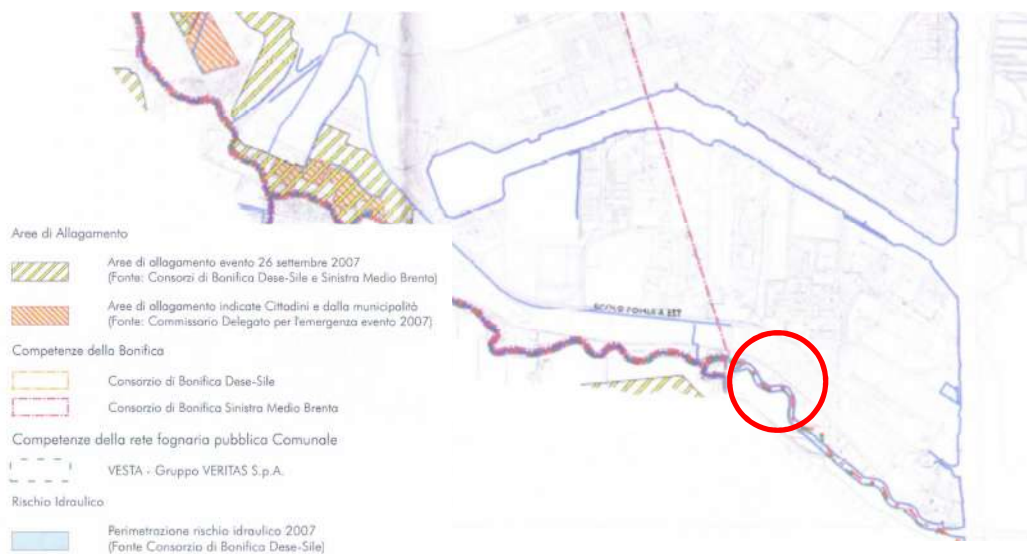 Aree di Allagamento
Aree di allagamento evento 26 settembre 2007
(Fonte: Consorzi di Bonifica Dese-Sile e Sinistra Medio Brenta)
Aree di allagamento indicate Cittadini e dalla municipalità
(Fonte: Commissario Delegato per l'emergenza evento 2007)
Competenze della Bonifica
Consorzio di Bonifica Dese-Sile
Consorzio di Bonifica Sinistra Medio Brenta
Competenze della rete fognaria pubblica Comunale
VESTA - Gruppo VERITAS S.p.A.
Rischio Idraulico
Perimetrazione rischio idraulico 2007
(Fonte Consorzio di Bonifica Dese-Sile)